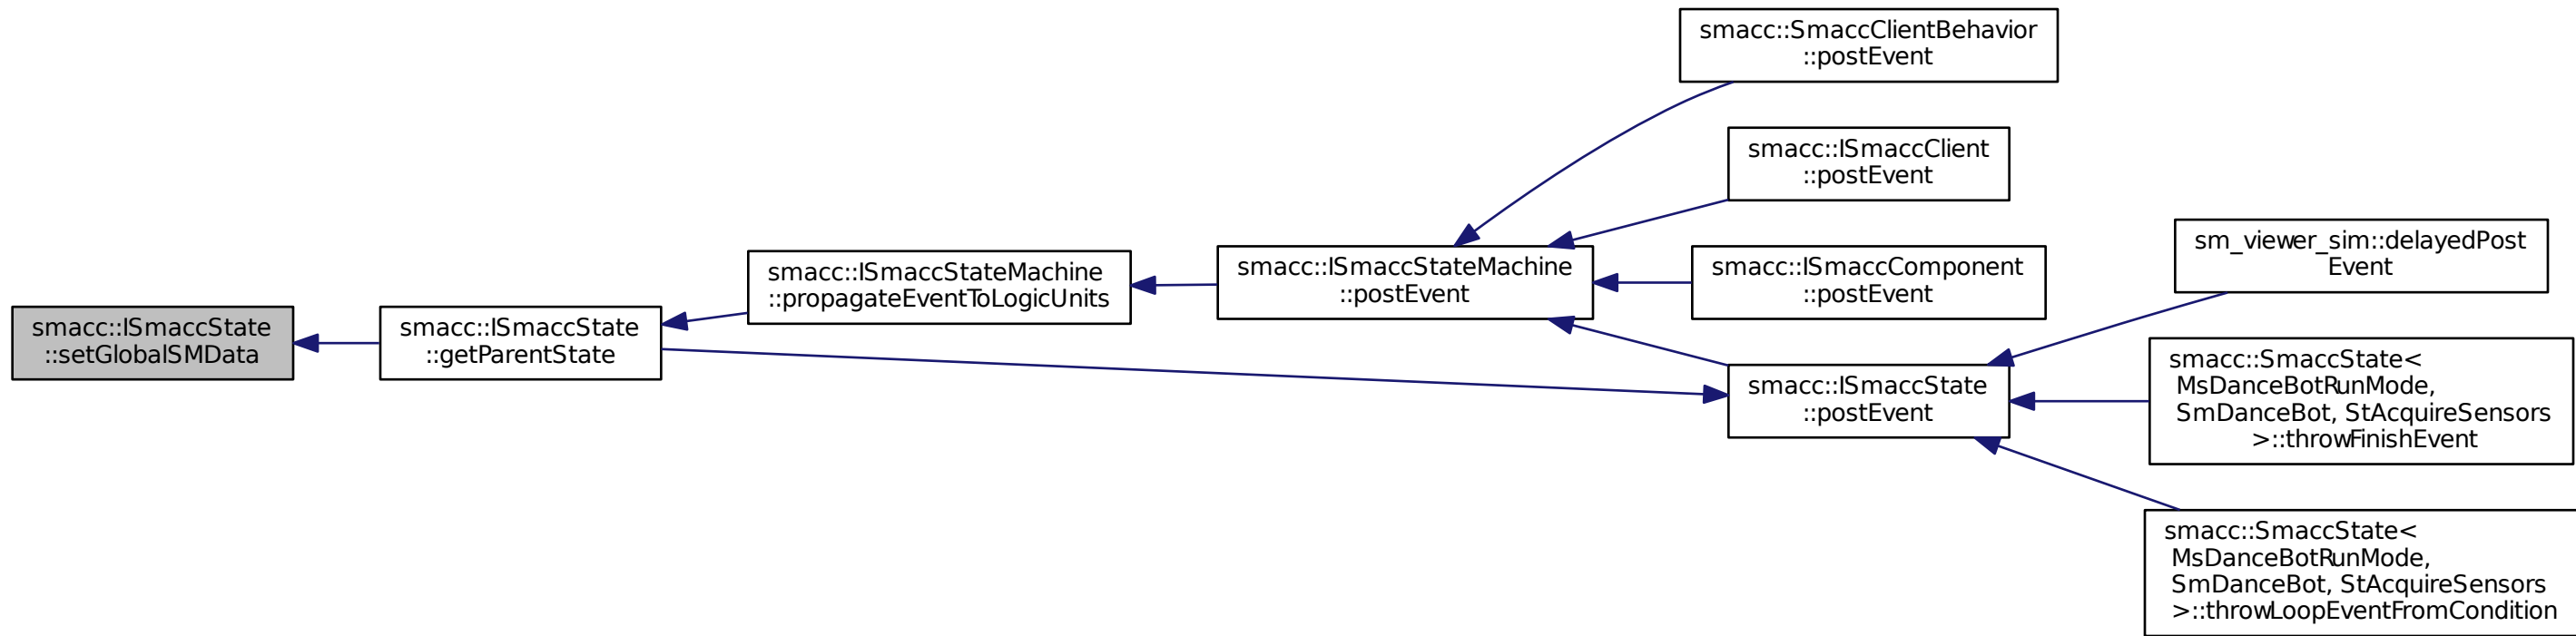 smacc::ISmaccState
::setGlobalSMData
smacc::ISmaccState
::getParentState
smacc::ISmaccStateMachine
::propagateEventToLogicUnits
smacc::ISmaccStateMachine
::postEvent
smacc::SmaccClientBehavior
::postEvent
smacc::ISmaccClient
::postEvent
smacc::ISmaccComponent
::postEvent
smacc::ISmaccState
::postEvent
sm_viewer_sim::delayedPost
Event
smacc::SmaccState<
MsDanceBotRunMode,
SmDanceBot, StAcquireSensors
>::throwFinishEvent
smacc::SmaccState<
MsDanceBotRunMode,
SmDanceBot, StAcquireSensors
>::throwLoopEventFromCondition